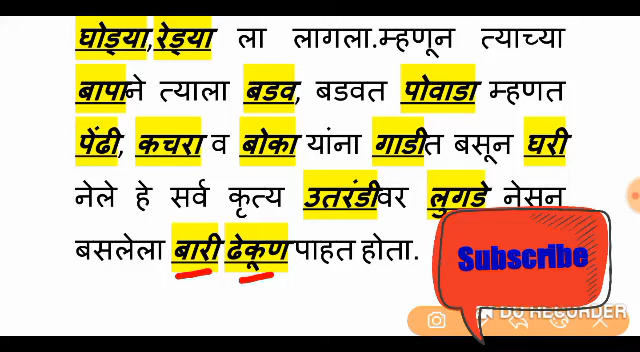 घोड्या,रेड्या ला लागला.म्हणून त्याच्या
बापाने त्याला बडव, बडवत पोवाडा म्हणत
पेंढी, कचरा व बोका यांना गाडीत बसून घरी
नेले हे सर्व कृत्य उतरंडीवर लुगडे नेसून
बसलेला बारी ढेकूण पाहत होता.
Subscribe
DU RECORDER